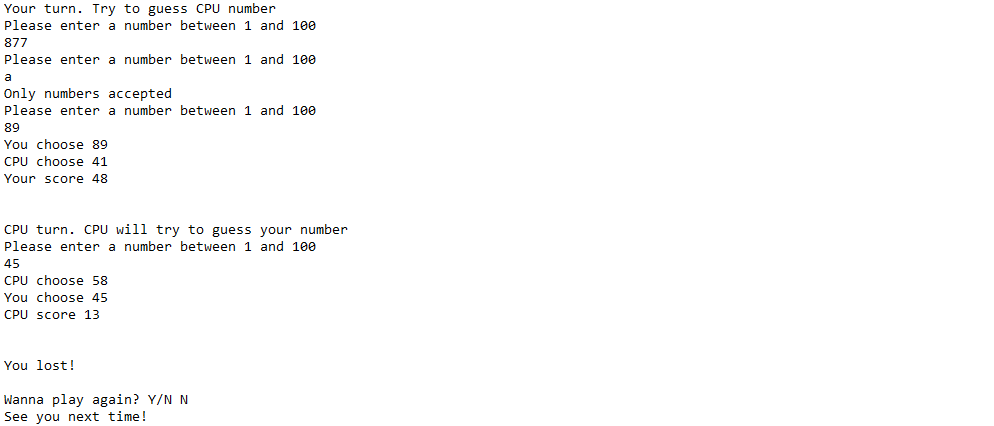 Your turn. Try to guess CPU number
Please enter a number between 1 and 100
877
Please enter a number between 1 and 100
a
Only numbers accepted
Please enter a number between 1 and 100
89
You choose 89
CPU choose 41
Your score 48
CPU turn. CPU will try to guess your number
Please enter a number between 1 and 100
45
CPU choose 58
You choose 45
CPU score 13
You lost!
Wanna play again? Y/N N
See you next time!